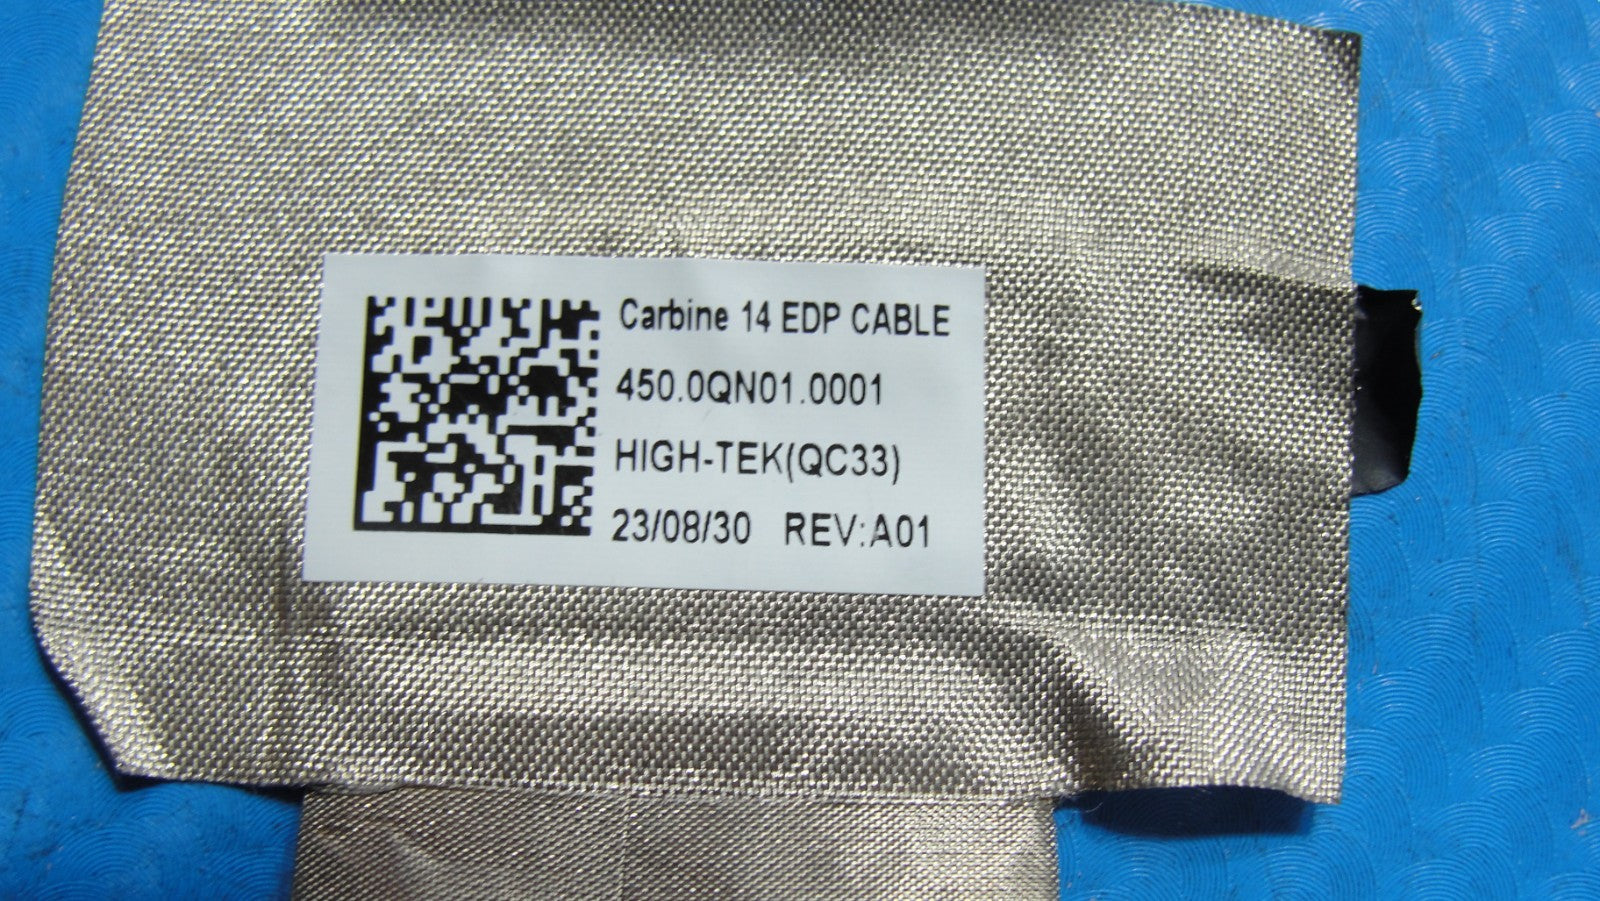 Carbine 14 EDP CABLE
450.0QN01.0001
HIGH-TEK(QC33)
23/08/30 REV:A01